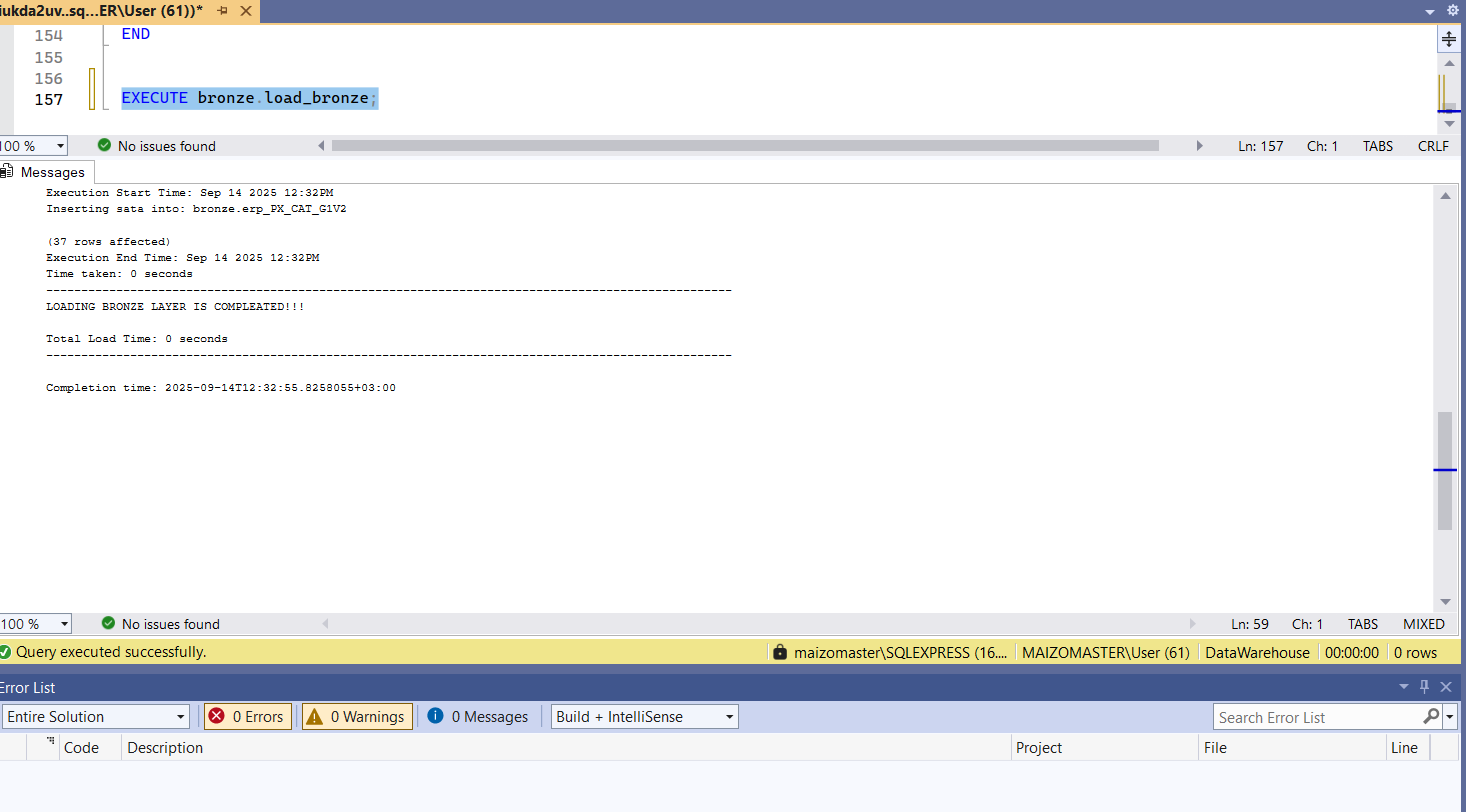 iukda2uv..sq...ER\User (61))*
154 END
155
156
157 EXECUTE bronze.load_bronze;
100 % No issues found Ln: 157 Ch: 1 TABS CRLF
Messages
Execution Start Time: Sep 14 2025 12:32PM
Inserting sata into: bronze.erp_PX_CAT_G1V2
(37 rows affected)
Execution End Time: Sep 14 2025 12:32PM
Time taken: 0 seconds
--------------------------------------------------------------------------------------------------
LOADING BRONZE LAYER IS COMPLEATED!!!
Total Load Time: 0 seconds
--------------------------------------------------------------------------------------------------
Completion time: 2025-09-14T12:32:55.8258055+03:00
100 % No issues found Ln: 59 Ch: 1 TABS MIXED
Query executed successfully. maizomaster\SQLEXPRESS (16.... MAIZOMASTER\User (61) DataWarehouse 00:00:00 0 rows
Error List
Entire Solution 0 Errors 0 Warnings 0 Messages Build + IntelliSense Search Error List
Code Description Project File Line